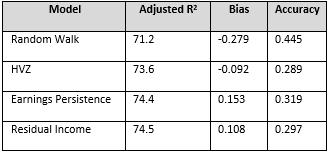 Model Adjusted R² Bias Accuracy
Random Walk 71.2 -0.279 0.445
HVZ 73.6 -0.092 0.289
Earnings Persistence 74.4 0.153 0.319
Residual Income 74.5 0.108 0.297